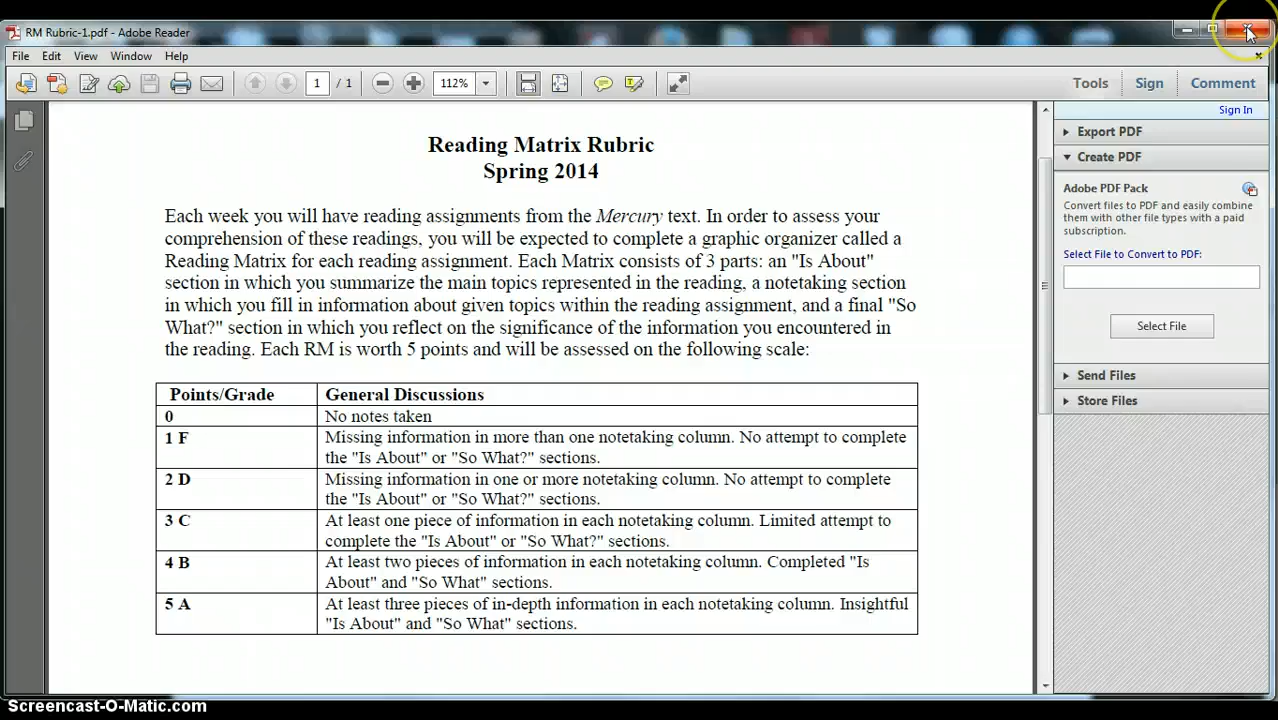 RM Rubric-1.pdf - Adobe Reader
File Edit View Window Help
1 / 1 112% Tools Sign Comment
Sign In
Export PDF
Create PDF
Adobe PDF Pack
Convert files to PDF and easily combine
them with other file types with a paid
subscription.
Select File to Convert to PDF:
Select File
Send Files
Store Files
Reading Matrix Rubric
Spring 2014
Each week you will have reading assignments from the Mercury text. In order to assess your
comprehension of these readings, you will be expected to complete a graphic organizer called a
Reading Matrix for each reading assignment. Each Matrix consists of 3 parts: an "Is About"
section in which you summarize the main topics represented in the reading, a notetaking section
in which you fill in information about given topics within the reading assignment, and a final "So
What?" section in which you reflect on the significance of the information you encountered in
the reading. Each RM is worth 5 points and will be assessed on the following scale:
Points/Grade General Discussions
0 No notes taken
1 F Missing information in more than one notetaking column. No attempt to complete
the "Is About" or "So What?" sections.
2 D Missing information in one or more notetaking column. No attempt to complete
the "Is About" or "So What?" sections.
3 C At least one piece of information in each notetaking column. Limited attempt to
complete the "Is About" or "So What?" sections.
4 B At least two pieces of information in each notetaking column. Completed "Is
About" and "So What" sections.
5 A At least three pieces of in-depth information in each notetaking column. Insightful
"Is About" and "So What" sections.
Screencast-O-Matic.com